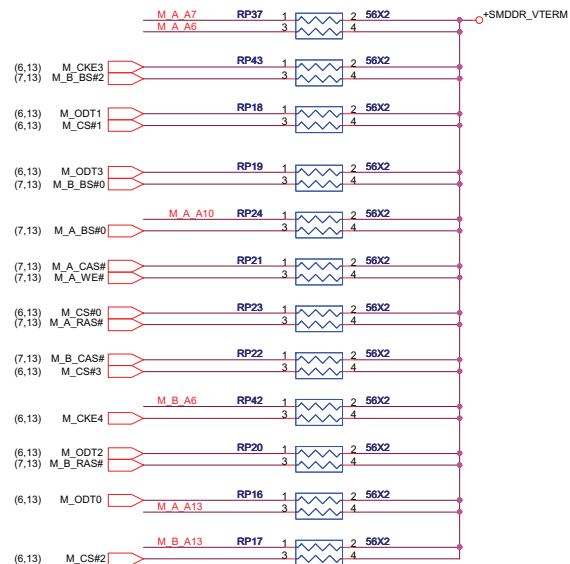 M_A_A7 RP37 1 2 56X2 +SMDDR_VTERM
M_A_A6 3 4
(6,13) M_CKE3 RP43 1 2 56X2
(7,13) M_B_BS#2 3 4
(6,13) M_ODT1 RP18 1 2 56X2
(6,13) M_CS#1 3 4
(6,13) M_ODT3 RP19 1 2 56X2
(7,13) M_B_BS#0 3 4
M_A_A10 RP24 1 2 56X2
(7,13) M_A_BS#0 3 4
(7,13) M_A_CAS# RP21 1 2 56X2
(7,13) M_A_WE# 3 4
(6,13) M_CS#0 RP23 1 2 56X2
(7,13) M_A_RAS# 3 4
(7,13) M_B_CAS# RP22 1 2 56X2
(6,13) M_CS#3 3 4
M_B_A6 RP42 1 2 56X2
(6,13) M_CKE4 3 4
(6,13) M_ODT2 RP20 1 2 56X2
(7,13) M_B_RAS# 3 4
(6,13) M_ODT0 RP16 1 2 56X2
M_A_A13 3 4
M_B_A13 RP17 1 2 56X2
(6,13) M_CS#2 3 4